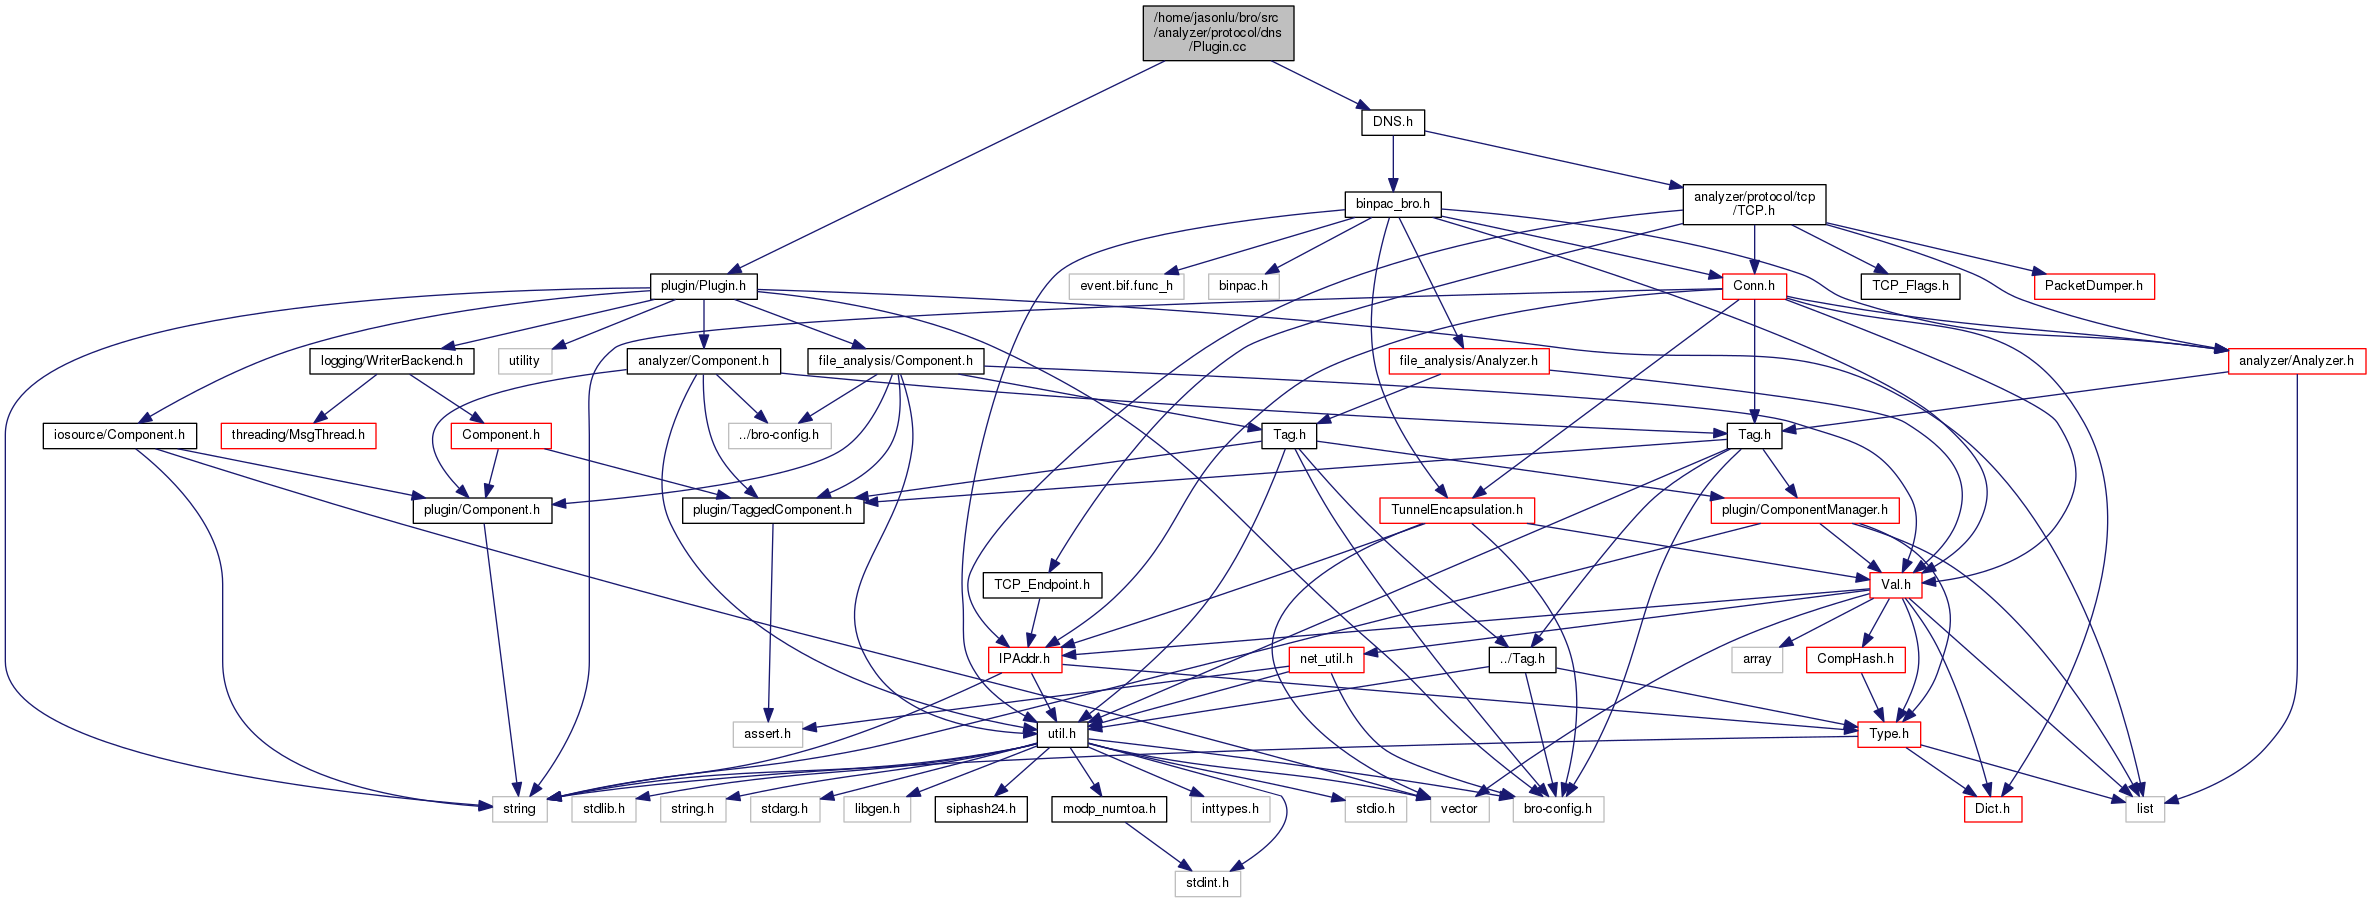 /home/jasonlu/bro/src
/analyzer/protocol/dns
/Plugin.cc
DNS.h
binpac_bro.h
analyzer/protocol/tcp
/TCP.h
plugin/Plugin.h
event.bif.func_h
binpac.h
Conn.h
TCP_Flags.h
PacketDumper.h
logging/WriterBackend.h
utility
analyzer/Component.h
file_analysis/Component.h
file_analysis/Analyzer.h
analyzer/Analyzer.h
iosource/Component.h
threading/MsgThread.h
Component.h
../bro-config.h
Tag.h
Tag.h
plugin/Component.h
plugin/TaggedComponent.h
TunnelEncapsulation.h
plugin/ComponentManager.h
TCP_Endpoint.h
Val.h
IPAddr.h
net_util.h
../Tag.h
array
CompHash.h
assert.h
util.h
Type.h
string
stdlib.h
string.h
stdarg.h
libgen.h
siphash24.h
modp_numtoa.h
inttypes.h
stdio.h
vector
bro-config.h
Dict.h
list
stdint.h